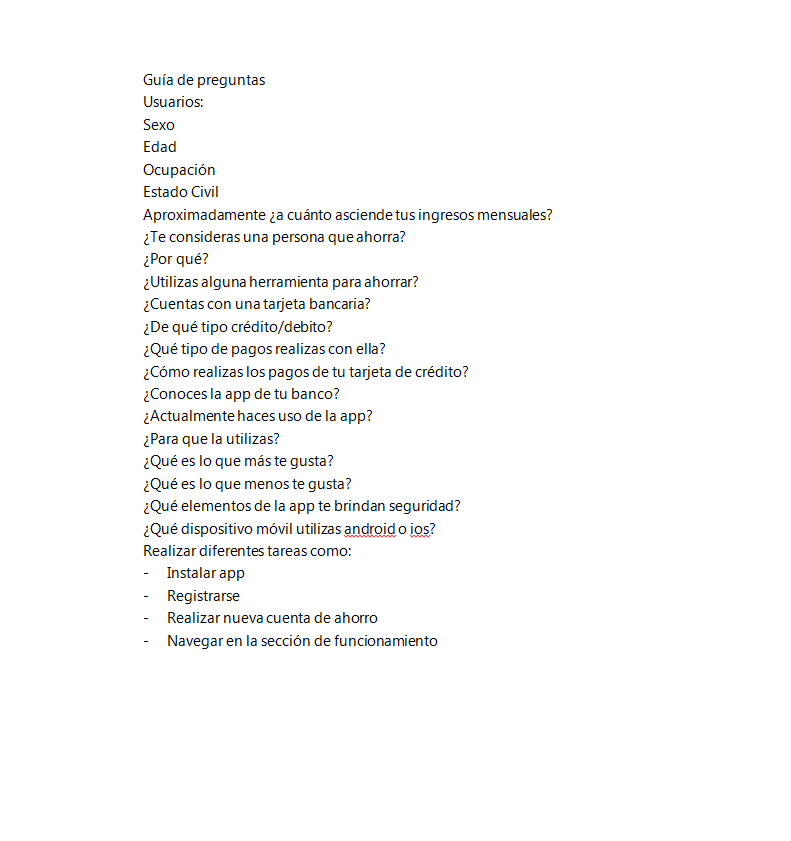 Guía de preguntas
Usuarios:
Sexo
Edad
Ocupación
Estado Civil
Aproximadamente ¿a cuánto asciende tus ingresos mensuales?
¿Te consideras una persona que ahorra?
¿Por qué?
¿Utilizas alguna herramienta para ahorrar?
¿Cuentas con una tarjeta bancaria?
¿De qué tipo crédito/debito?
¿Qué tipo de pagos realizas con ella?
¿Cómo realizas los pagos de tu tarjeta de crédito?
¿Conoces la app de tu banco?
¿Actualmente haces uso de la app?
¿Para que la utilizas?
¿Qué es lo que más te gusta?
¿Qué es lo que menos te gusta?
¿Qué elementos de la app te brindan seguridad?
¿Qué dispositivo móvil utilizas android o ios?
Realizar diferentes tareas como:
- Instalar app
- Registrarse
- Realizar nueva cuenta de ahorro
- Navegar en la sección de funcionamiento